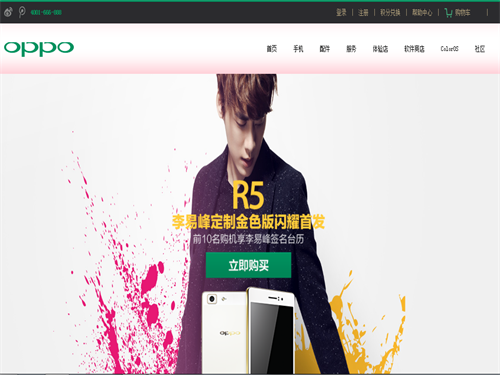 登录 | 注册 | 积分兑换 | 帮助中心 | 购物车 |
oppo
首页 手机 配件 服务 体验店 软件商店 ColorOS 社区
R5
李易峰定制金色版闪耀首发
前10名购机享李易峰签名台历
立即购买
oppo